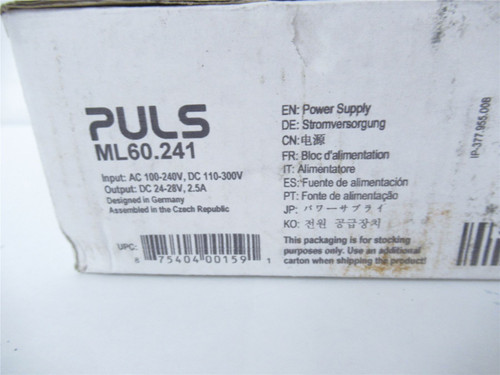 PULS
ML60.241
Input: AC 100-240V, DC 110-300V
Output: DC 24-28V, 2.5A
Designed in Germany
Assembled in the Czech Republic
UPC:
6 75404 00159 1
EN: Power Supply
DE: Stromversorgung
CN: 电源
FR: Bloc d'alimentation
IT: Alimentatore
ES: Fuente de alimentación
PT: Fonte de alimentação
JP: パワーサプライ
KO: 전원 공급장치
This packaging is for stocking
purposes only. Use an additional
carton when shipping the product!
IP-377.955.00B